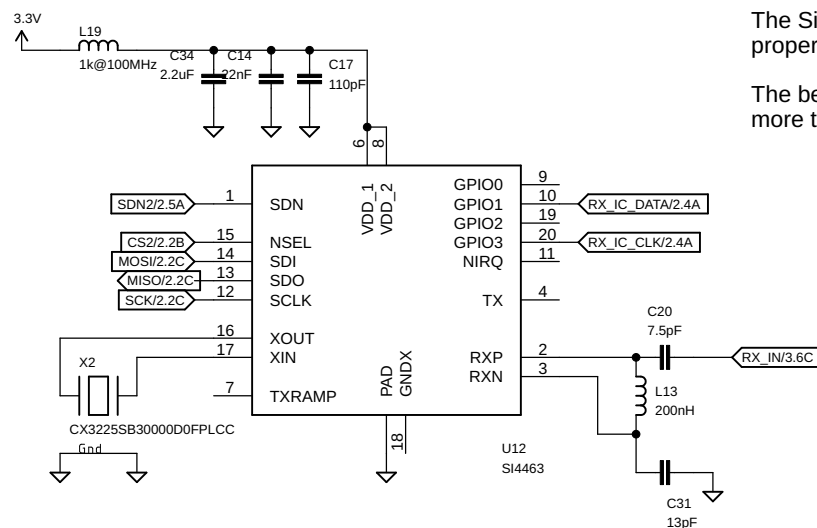 3.3V
L19
1k@100MHz
C34
2.2uF
C14
22nF
C17
110pF
The Si
proper
The be
more t
6
8
VDD_1
VDD_2
SDN2/2.5A
1
SDN
CS2/2.2B
15
NSEL
MOSI/2.2C
14
SDI
MISO/2.2C
13
SDO
SCK/2.2C
12
SCLK
16
XOUT
17
XIN
7
TXRAMP
X2
CX3225SB30000D0FPLCC
Gnd
GPIO0
9
GPIO1
10
RX_IC_DATA/2.4A
GPIO2
19
GPIO3
20
RX_IC_CLK/2.4A
NIRQ
11
TX
4
RXP
2
RXN
3
PAD
GNDX
18
U12
SI4463
C20
7.5pF
RX_IN/3.6C
L13
200nH
C31
13pF